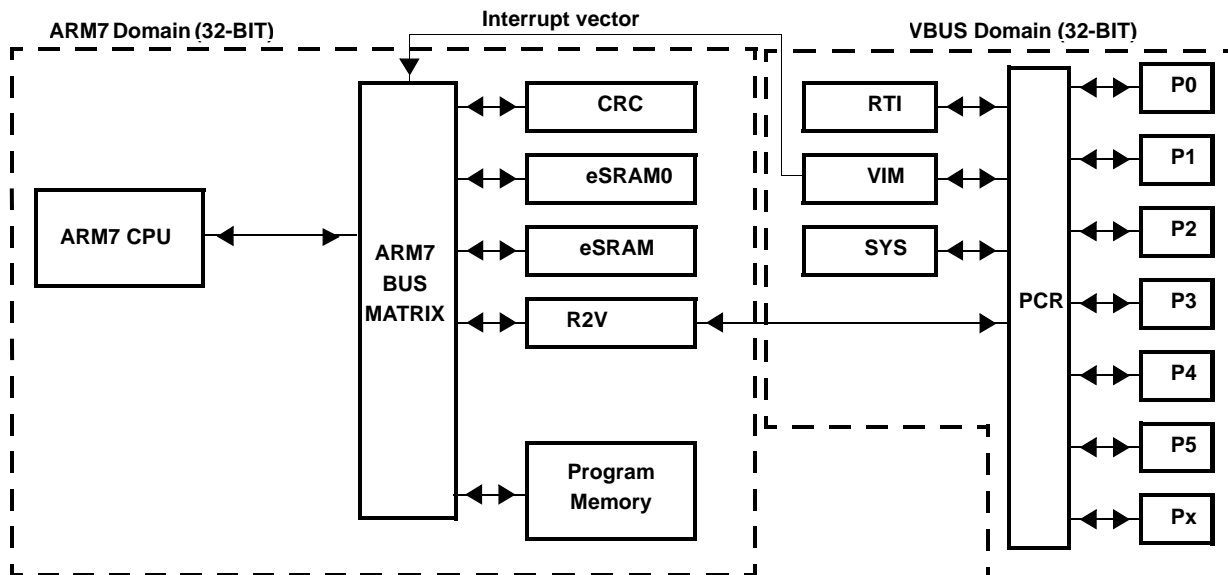 Interrupt vector
ARM7 Domain (32-BIT)
VBUS Domain (32-BIT)
CRC
eSRAM0
eSRAM
R2V
Program
Memory
ARM7 CPU
ARM7
BUS
MATRIX
RTI
VIM
SYS
PCR
P0
P1
P2
P3
P4
P5
Px